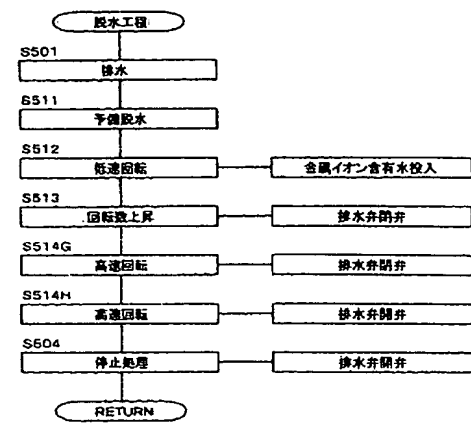 脱水工程
S501
排水
S511
予備脱水
S512
低速回転
金属イオン含有水投入
S513
回転数上昇
排水弁閉弁
S514G
高速回転
排水弁閉弁
S514H
高速回転
排水弁開弁
S504
停止処理
排水弁開弁
RETURN